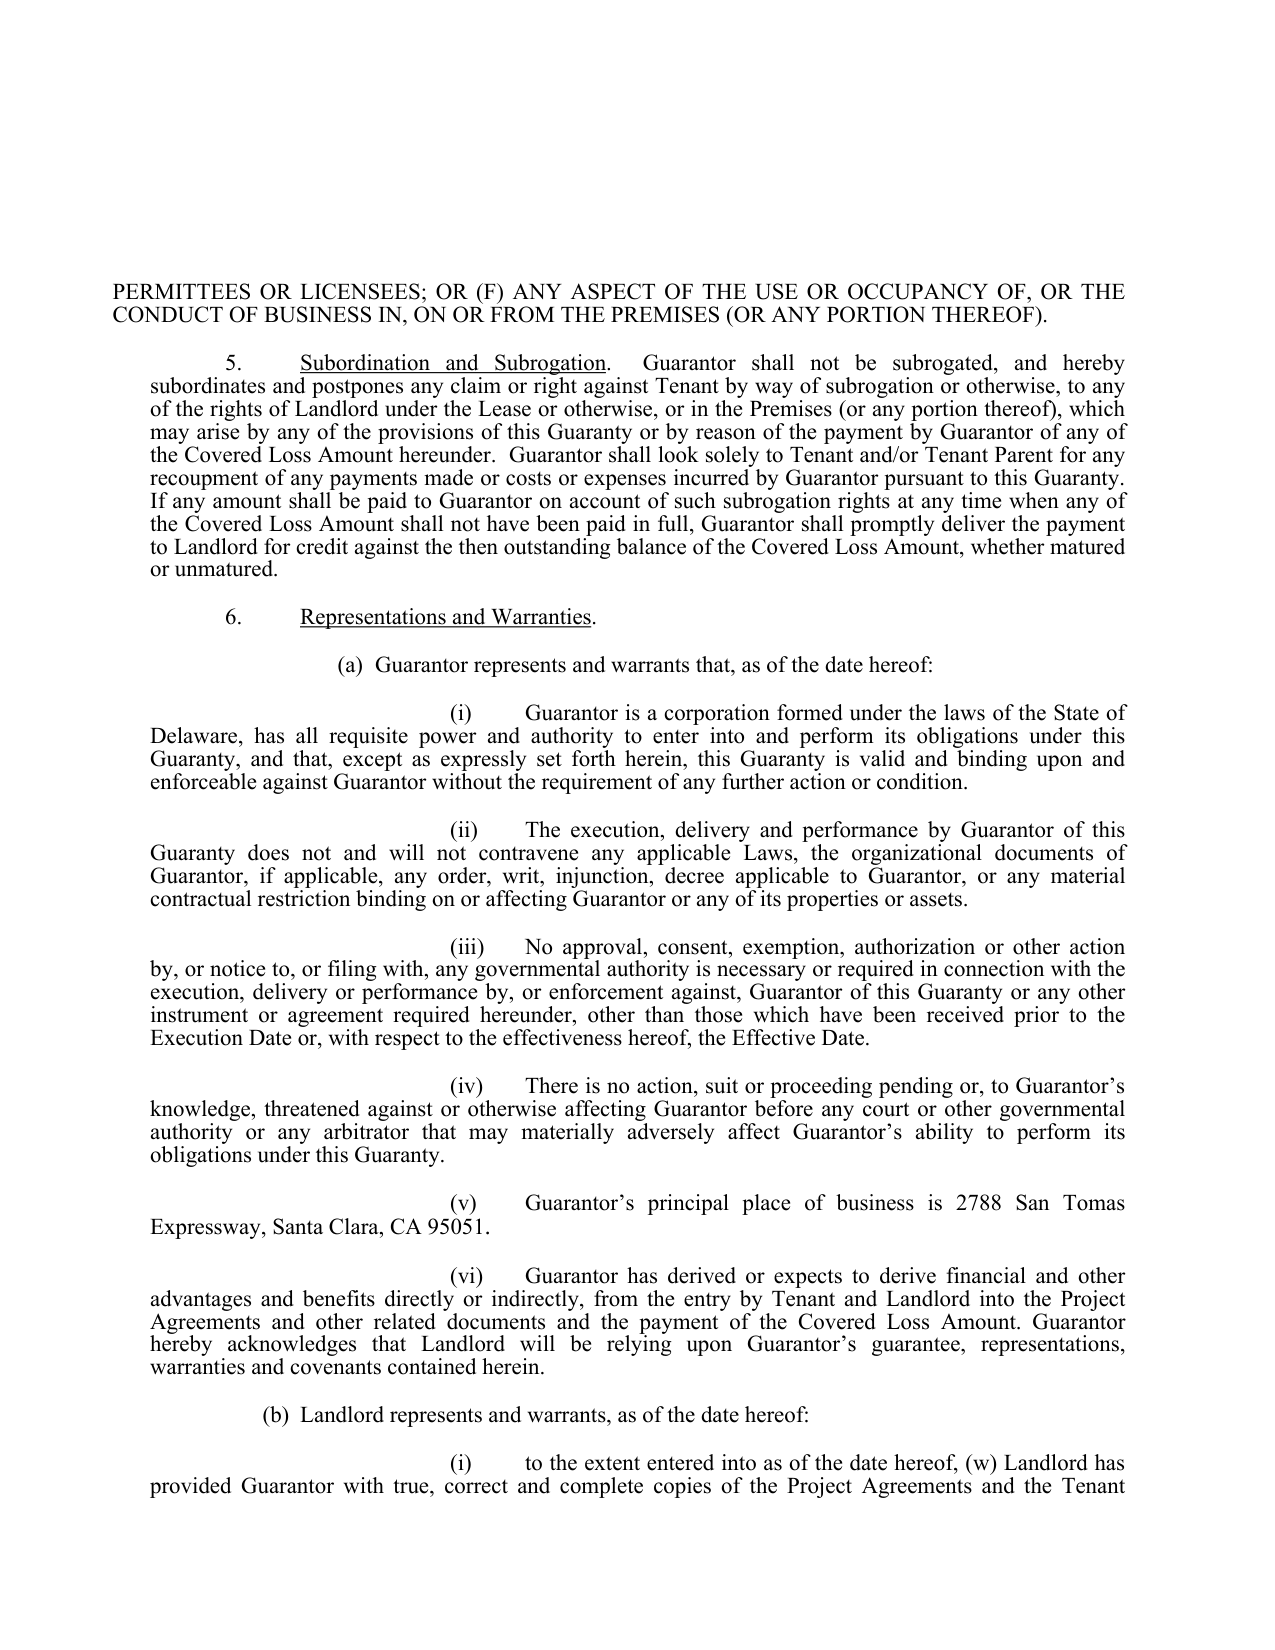 PERMITTEES OR LICENSEES; OR (F) ANY ASPECT OF THE USE OR OCCUPANCY OF, OR THE
CONDUCT OF BUSINESS IN, ON OR FROM THE PREMISES (OR ANY PORTION THEREOF).
5. Subordination and Subrogation. Guarantor shall not be subrogated, and hereby
subordinates and postpones any claim or right against Tenant by way of subrogation or otherwise, to any
of the rights of Landlord under the Lease or otherwise, or in the Premises (or any portion thereof), which
may arise by any of the provisions of this Guaranty or by reason of the payment by Guarantor of any of
the Covered Loss Amount hereunder. Guarantor shall look solely to Tenant and/or Tenant Parent for any
recoupment of any payments made or costs or expenses incurred by Guarantor pursuant to this Guaranty.
If any amount shall be paid to Guarantor on account of such subrogation rights at any time when any of
the Covered Loss Amount shall not have been paid in full, Guarantor shall promptly deliver the payment
to Landlord for credit against the then outstanding balance of the Covered Loss Amount, whether matured
or unmatured.
6. Representations and Warranties.
(a) Guarantor represents and warrants that, as of the date hereof:
(i) Guarantor is a corporation formed under the laws of the State of
Delaware, has all requisite power and authority to enter into and perform its obligations under this
Guaranty, and that, except as expressly set forth herein, this Guaranty is valid and binding upon and
enforceable against Guarantor without the requirement of any further action or condition.
(ii) The execution, delivery and performance by Guarantor of this
Guaranty does not and will not contravene any applicable Laws, the organizational documents of
Guarantor, if applicable, any order, writ, injunction, decree applicable to Guarantor, or any material
contractual restriction binding on or affecting Guarantor or any of its properties or assets.
(iii) No approval, consent, exemption, authorization or other action
by, or notice to, or filing with, any governmental authority is necessary or required in connection with the
execution, delivery or performance by, or enforcement against, Guarantor of this Guaranty or any other
instrument or agreement required hereunder, other than those which have been received prior to the
Execution Date or, with respect to the effectiveness hereof, the Effective Date.
(iv) There is no action, suit or proceeding pending or, to Guarantor’s
knowledge, threatened against or otherwise affecting Guarantor before any court or other governmental
authority or any arbitrator that may materially adversely affect Guarantor’s ability to perform its
obligations under this Guaranty.
(v) Guarantor’s principal place of business is 2788 San Tomas
Expressway, Santa Clara, CA 95051.
(vi) Guarantor has derived or expects to derive financial and other
advantages and benefits directly or indirectly, from the entry by Tenant and Landlord into the Project
Agreements and other related documents and the payment of the Covered Loss Amount. Guarantor
hereby acknowledges that Landlord will be relying upon Guarantor’s guarantee, representations,
warranties and covenants contained herein.
(b) Landlord represents and warrants, as of the date hereof:
(i) to the extent entered into as of the date hereof, (w) Landlord has
provided Guarantor with true, correct and complete copies of the Project Agreements and the Tenant